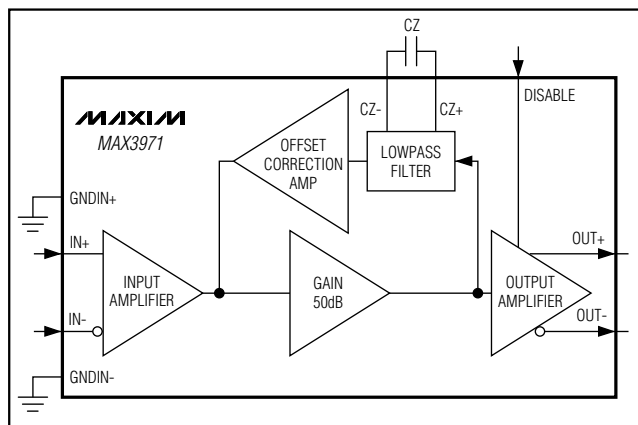 CZ
DISABLE
CZ-
CZ+
MAXIM
MAX3971
OFFSET
CORRECTION
AMP
LOWPASS
FILTER
GNDIN+
IN+
INPUT
AMPLIFIER
GAIN
50dB
OUTPUT
AMPLIFIER
OUT+
IN-
OUT-
GNDIN-